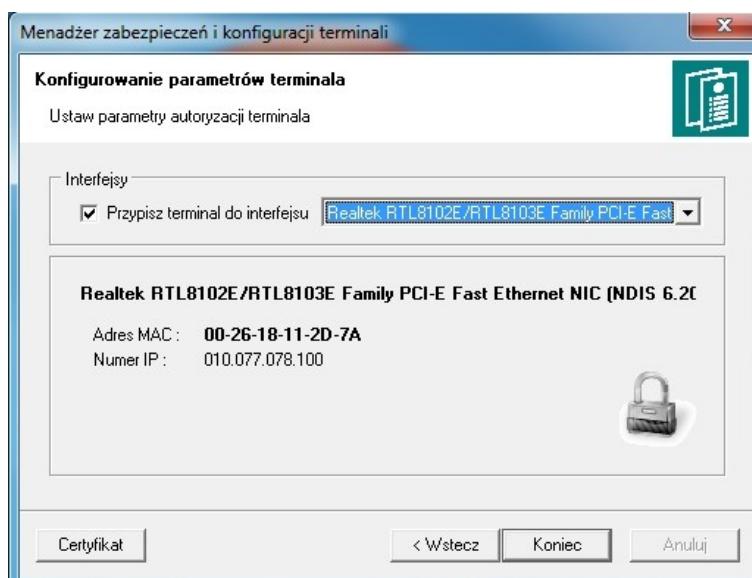 Menadżer zabezpieczeń i konfiguracji terminali
Konfigurowanie parametrów terminala
Ustaw parametry autoryzacji terminala
Interfejsy
Przypisz terminal do interfejsu Realtek RTL8102E/RTL8103E Family PCI-E Fast
Realtek RTL8102E/RTL8103E Family PCI-E Fast Ethernet NIC (NDIS 6.20
Adres MAC : 00-26-18-11-2D-7A
Numer IP : 010.077.078.100
Certyfikat < Wstecz Koniec Anuluj